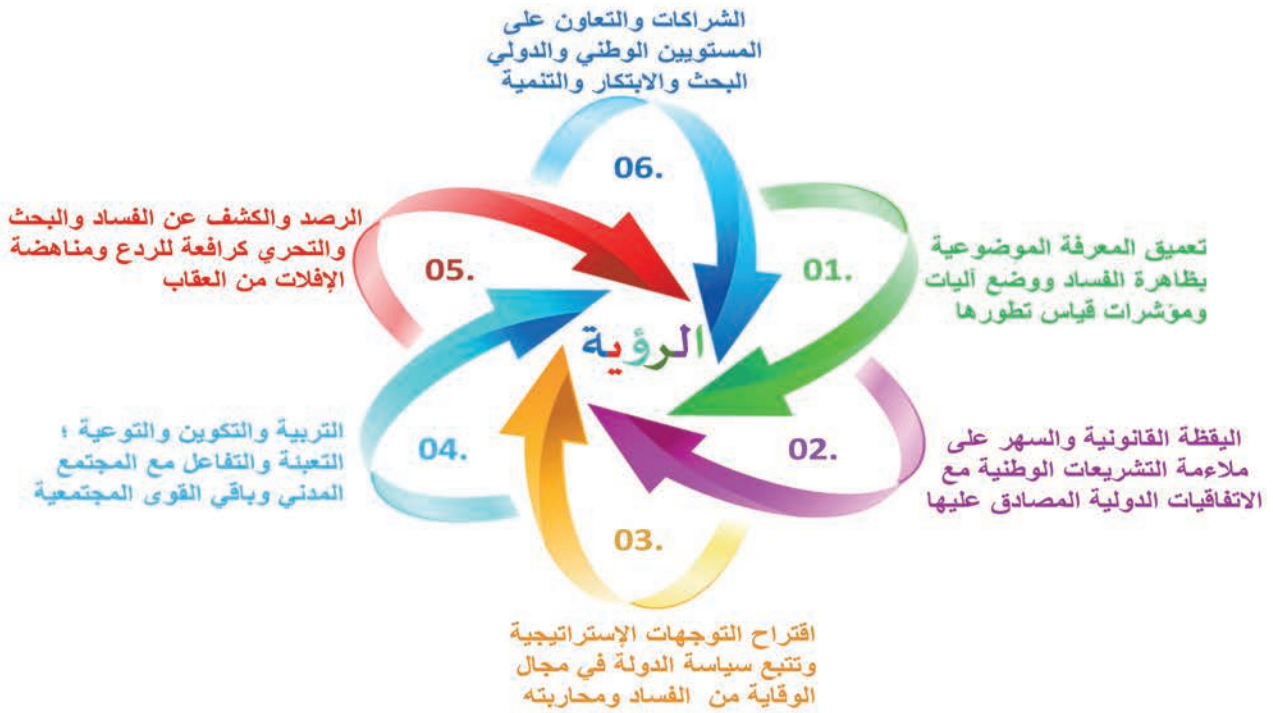 الشراكات والتعاون على
المستويين الوطني والدولي
البحث والابتكار والتنمية
06.
تعميق المعرفة الموضوعية
بظاهرة الفساد ووضع آليات
ومؤشرات قياس تطورها
01.
اليقظة القانونية والسهر على
ملاءمة التشريعات الوطنية مع
الاتفاقيات الدولية المصادق عليها
02.
03.
اقتراح التوجهات الإستراتيجية
وتتبع سياسة الدولة في مجال
الوقاية من الفساد ومحاربته
04.
التربية والتكوين والتوعية ؛
التعبئة والتفاعل مع المجتمع
المدني وباقي القوى المجتمعية
05.
الرصد والكشف عن الفساد والبحث
والتحري كرافعة للردع ومناهضة
الإفلات من العقاب
الرؤية